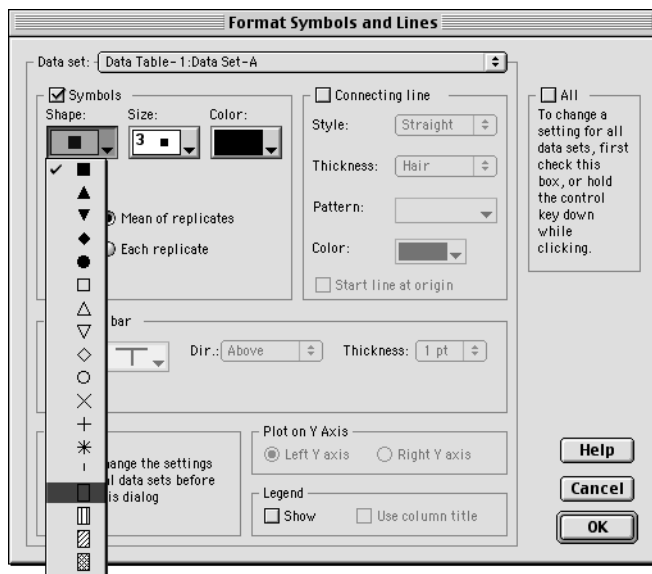 Format Symbols and Lines
Data set: Data Table-1:Data Set-A
Symbols
Shape: Size: Color:
3
Mean of replicates
Each replicate
Connecting line
Style: Straight
Thickness: Hair
Pattern:
Color:
Start line at origin
All
To change a
setting for all
data sets, first
check this
box, or hold
the control
key down
while
clicking.
bar
Dir.: Above Thickness: 1 pt
ange the settings
l data sets before
is dialog
Plot on Y Axis
Left Y axis Right Y axis
Legend
Show Use column title
Help
Cancel
OK